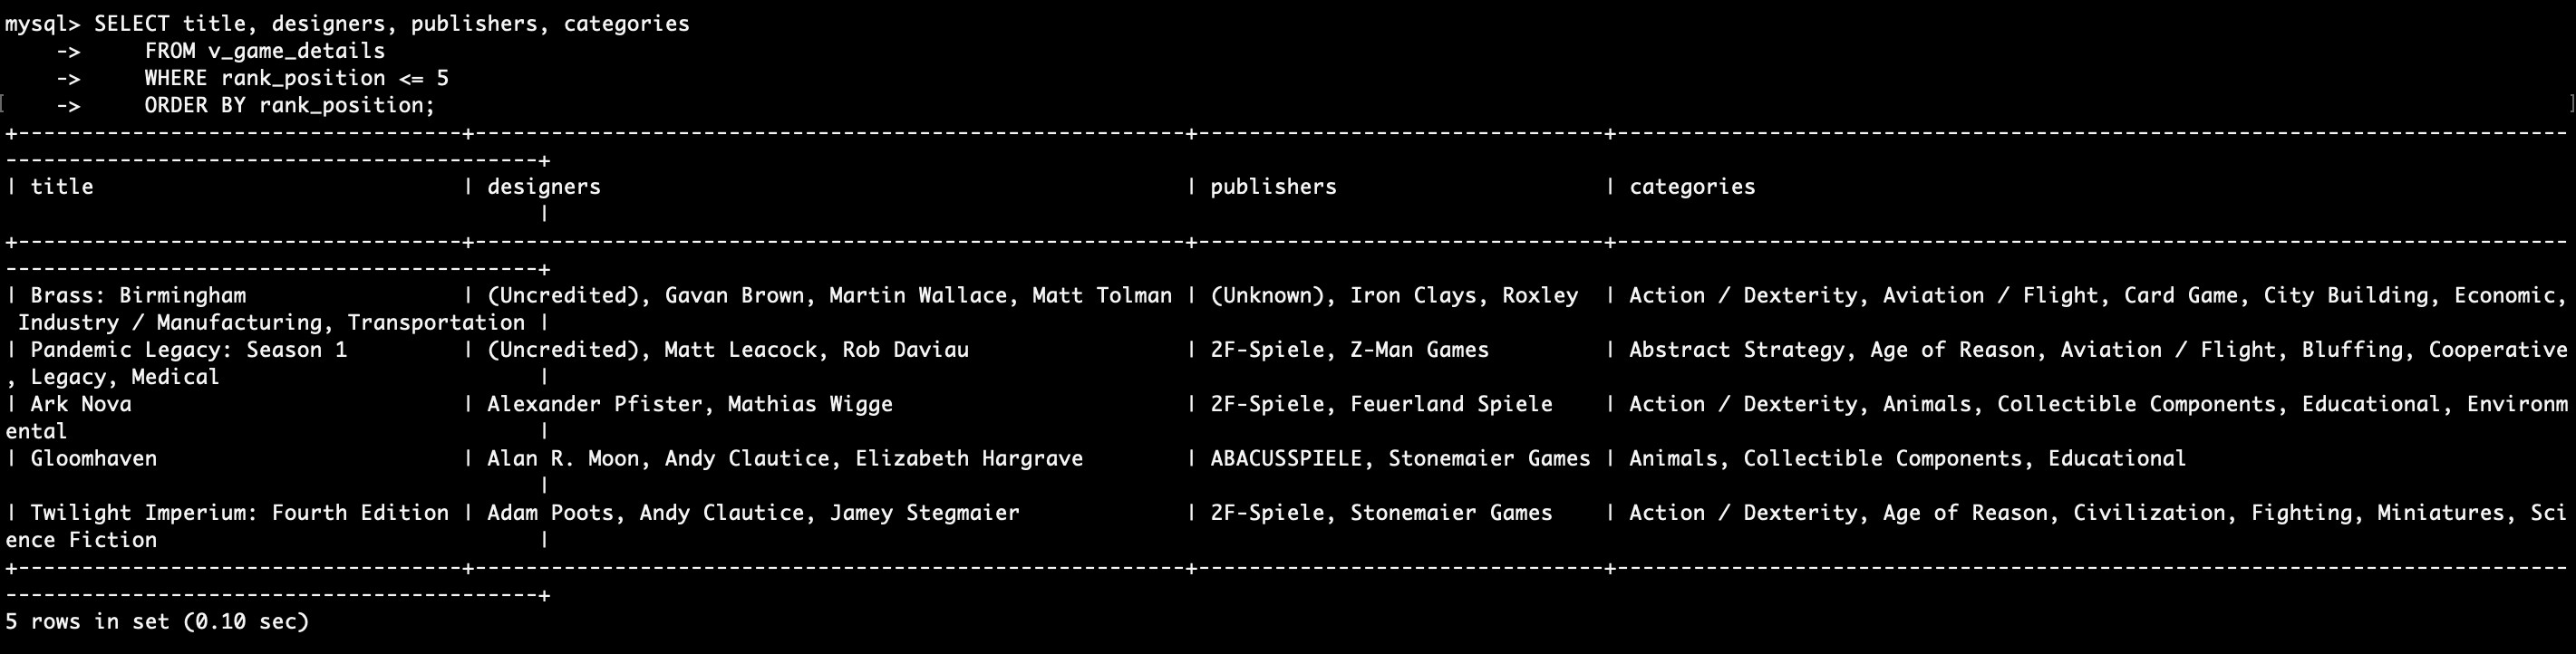 mysql> SELECT title, designers, publishers, categories
    ->     FROM v_game_details
    ->     WHERE rank_position <= 5
[    ->     ORDER BY rank_position;                                                                                                                                                                        ]
+-----------------------------------+--------------------------------------------------------+--------------------------------+---------------------------------------------------------------------------
------------------------------------------+
| title                             | designers                                              | publishers                     | categories
                                          |
+-----------------------------------+--------------------------------------------------------+--------------------------------+---------------------------------------------------------------------------
------------------------------------------+
| Brass: Birmingham                 | (Uncredited), Gavan Brown, Martin Wallace, Matt Tolman | (Unknown), Iron Clays, Roxley  | Action / Dexterity, Aviation / Flight, Card Game, City Building, Economic,
 Industry / Manufacturing, Transportation |
| Pandemic Legacy: Season 1         | (Uncredited), Matt Leacock, Rob Daviau                 | 2F-Spiele, Z-Man Games         | Abstract Strategy, Age of Reason, Aviation / Flight, Bluffing, Cooperative
, Legacy, Medical                         |
| Ark Nova                          | Alexander Pfister, Mathias Wigge                       | 2F-Spiele, Feuerland Spiele    | Action / Dexterity, Animals, Collectible Components, Educational, Environm
ental                                     |
| Gloomhaven                        | Alan R. Moon, Andy Clautice, Elizabeth Hargrave        | ABACUSSPIELE, Stonemaier Games | Animals, Collectible Components, Educational
                                          |
| Twilight Imperium: Fourth Edition | Adam Poots, Andy Clautice, Jamey Stegmaier             | 2F-Spiele, Stonemaier Games    | Action / Dexterity, Age of Reason, Civilization, Fighting, Miniatures, Sci
ence Fiction                              |
+-----------------------------------+--------------------------------------------------------+--------------------------------+---------------------------------------------------------------------------
------------------------------------------+
5 rows in set (0.10 sec)